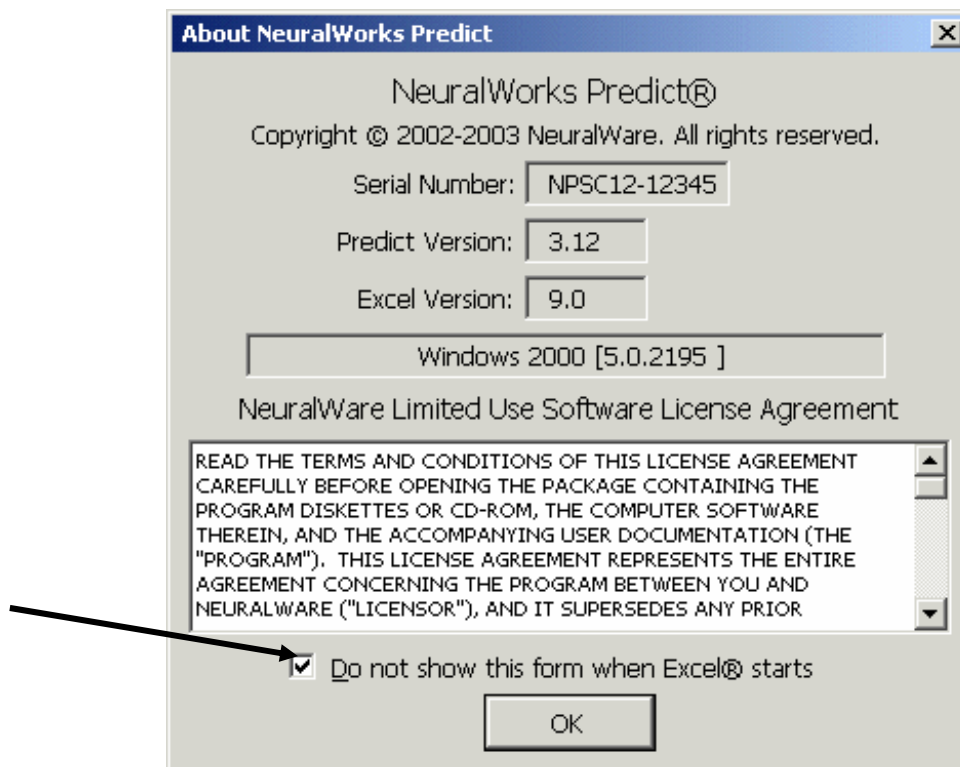 About NeuralWorks Predict
NeuralWorks Predict®
Copyright © 2002-2003 NeuralWare. All rights reserved.
Serial Number: NPSC12-12345
Predict Version: 3.12
Excel Version: 9.0
Windows 2000 [5.0.2195 ]
NeuralWare Limited Use Software License Agreement
READ THE TERMS AND CONDITIONS OF THIS LICENSE AGREEMENT
CAREFULLY BEFORE OPENING THE PACKAGE CONTAINING THE
PROGRAM DISKETTES OR CD-ROM, THE COMPUTER SOFTWARE
THEREIN, AND THE ACCOMPANYING USER DOCUMENTATION (THE
"PROGRAM").  THIS LICENSE AGREEMENT REPRESENTS THE ENTIRE
AGREEMENT CONCERNING THE PROGRAM BETWEEN YOU AND
NEURALWARE ("LICENSOR"), AND IT SUPERSEDES ANY PRIOR
Do not show this form when Excel® starts
OK